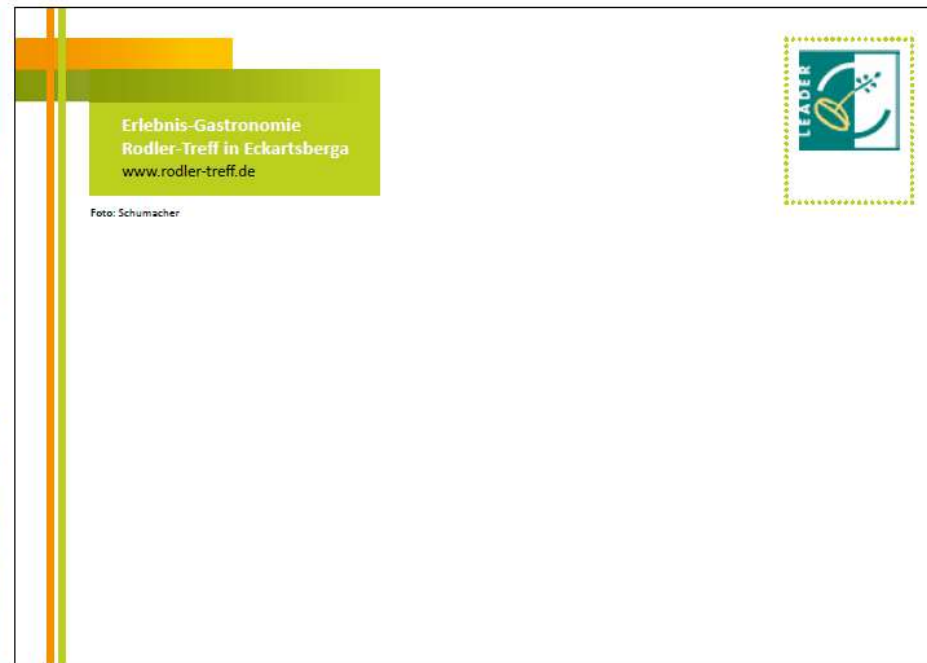 Erlebnis-Gastronomie
Rodler-Treff in Eckartsberga
www.rodler-treff.de
Foto: Schumacher
LEADER